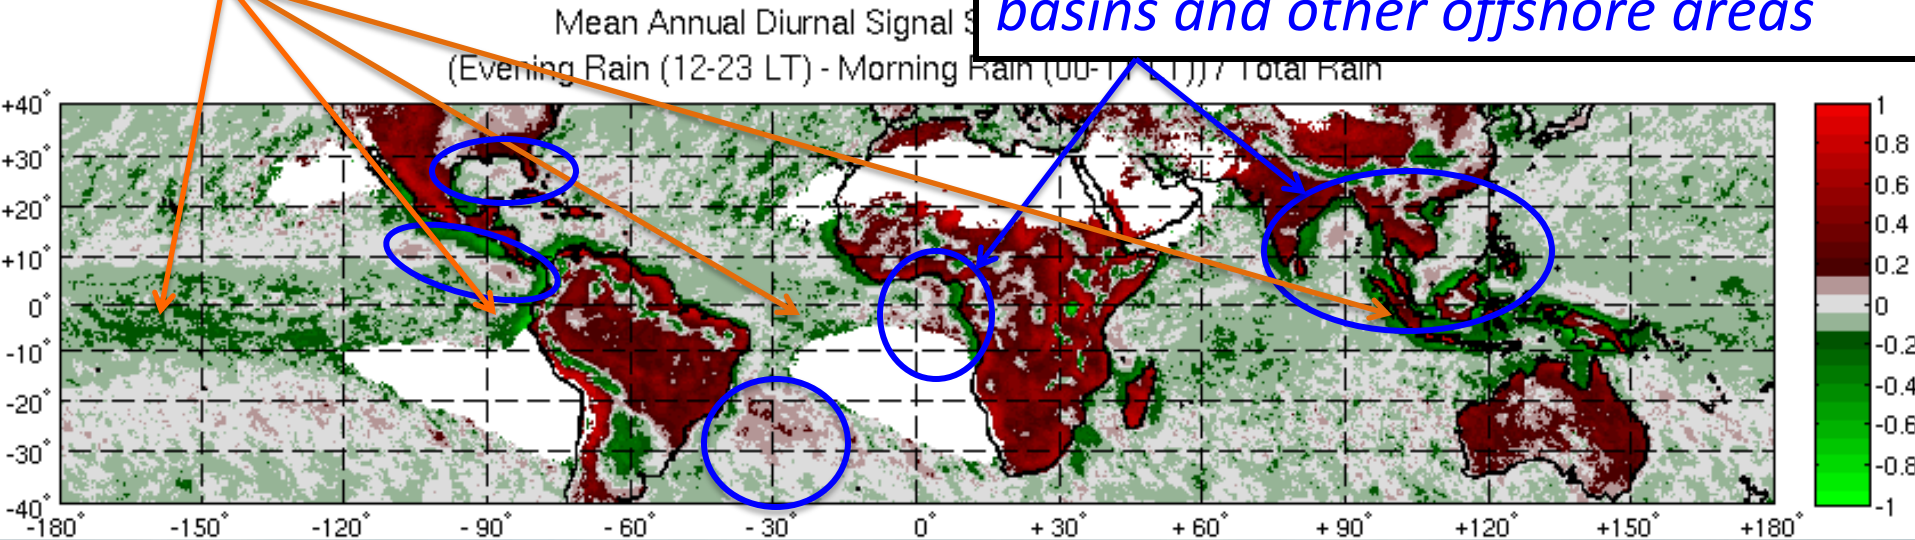 basins and other offshore areas
Mean Annual Diurnal Signal
(Evening Rain (12-23 LT) - Morning Rain (00-11 LT)) / Total Rain
+40° 1
+30° 0.8
+20° 0.6
+10° 0.4
0° 0.2
-10° 0
-20° -0.2
-30° -0.4
-40° -0.6
-0.8
-1
-180° -150° -120° -90° -60° -30° 0° +30° +60° +90° +120° +150° +180°